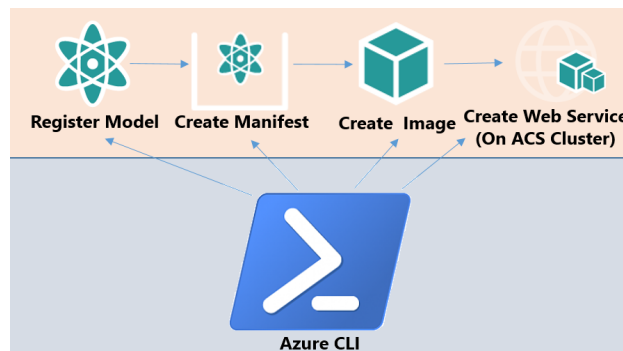 Register Model
Create Manifest
Create Image
Create Web Service
(On ACS Cluster)
Azure CLI